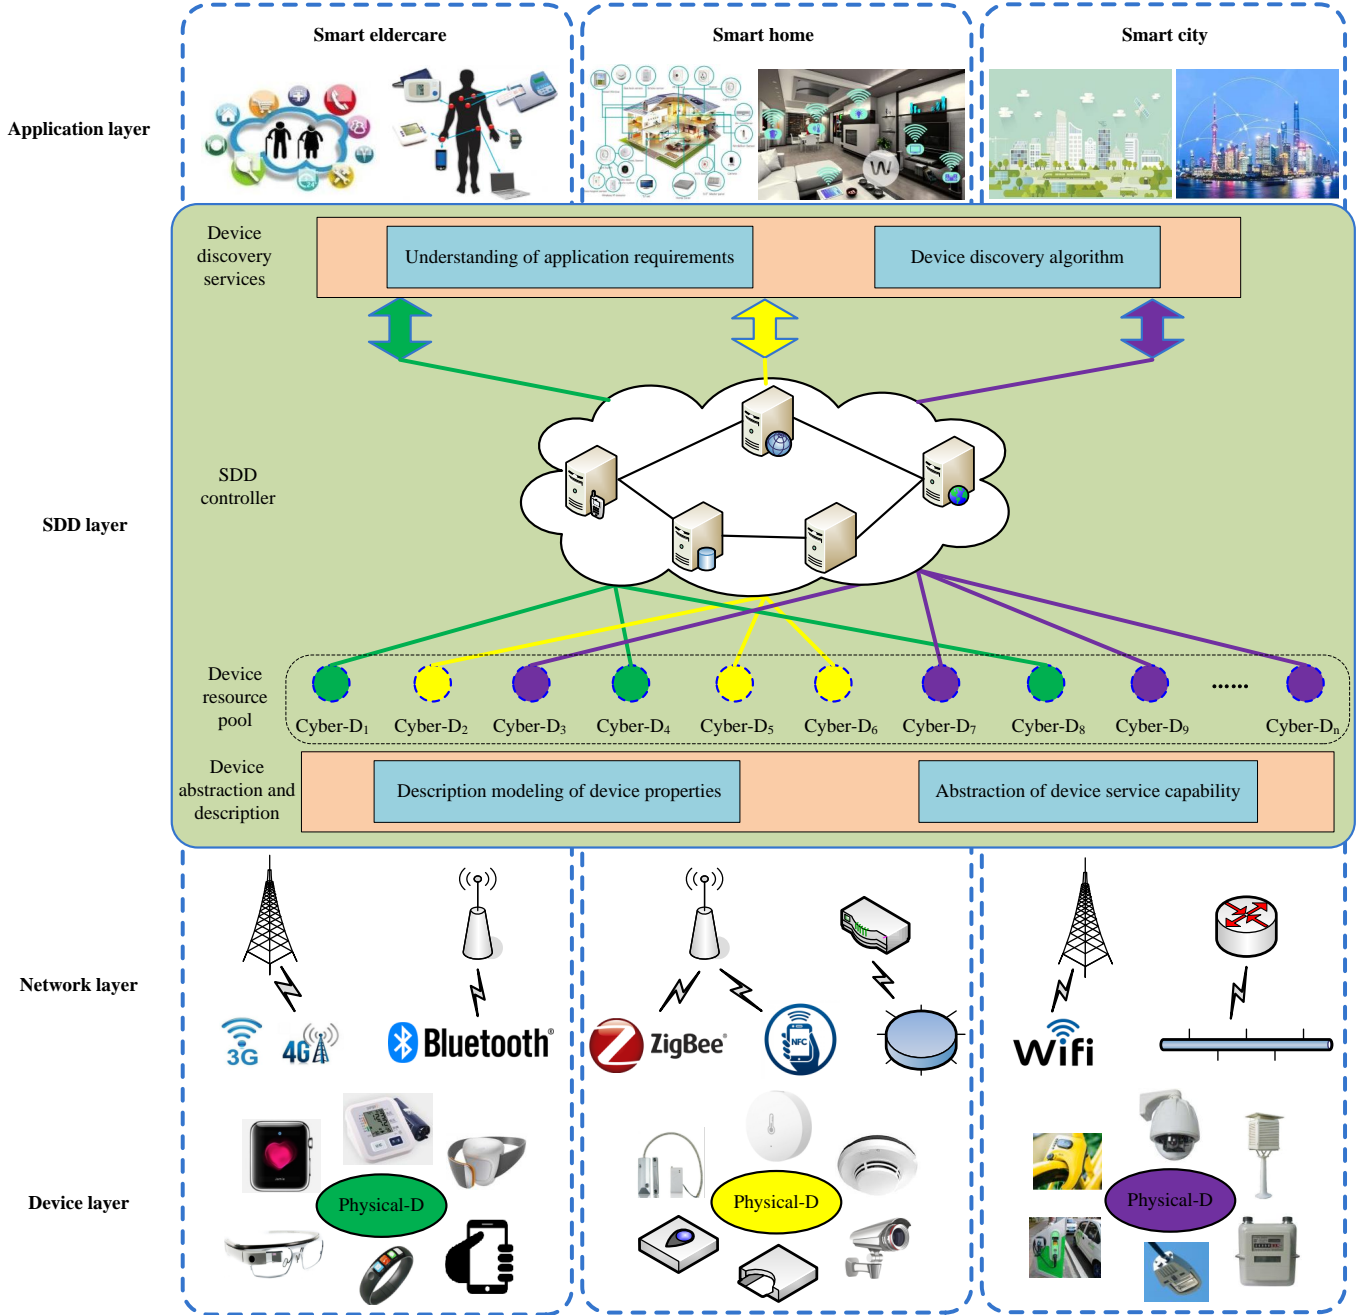 Smart eldercare
Smart home
Smart city
Application layer
Device
discovery
services
Understanding of application requirements
Device discovery algorithm
SDD
controller
SDD layer
Device
resource
pool
Cyber-D1
Cyber-D2
Cyber-D3
Cyber-D4
Cyber-D5
Cyber-D6
Cyber-D7
Cyber-D8
Cyber-D9
......
Cyber-Dn
Device
abstraction and
description
Description modeling of device properties
Abstraction of device service capability
Network layer
3G
4G
Bluetooth®
ZigBee®
NFC
Wifi
Device layer
Physical-D
Physical-D
Physical-D